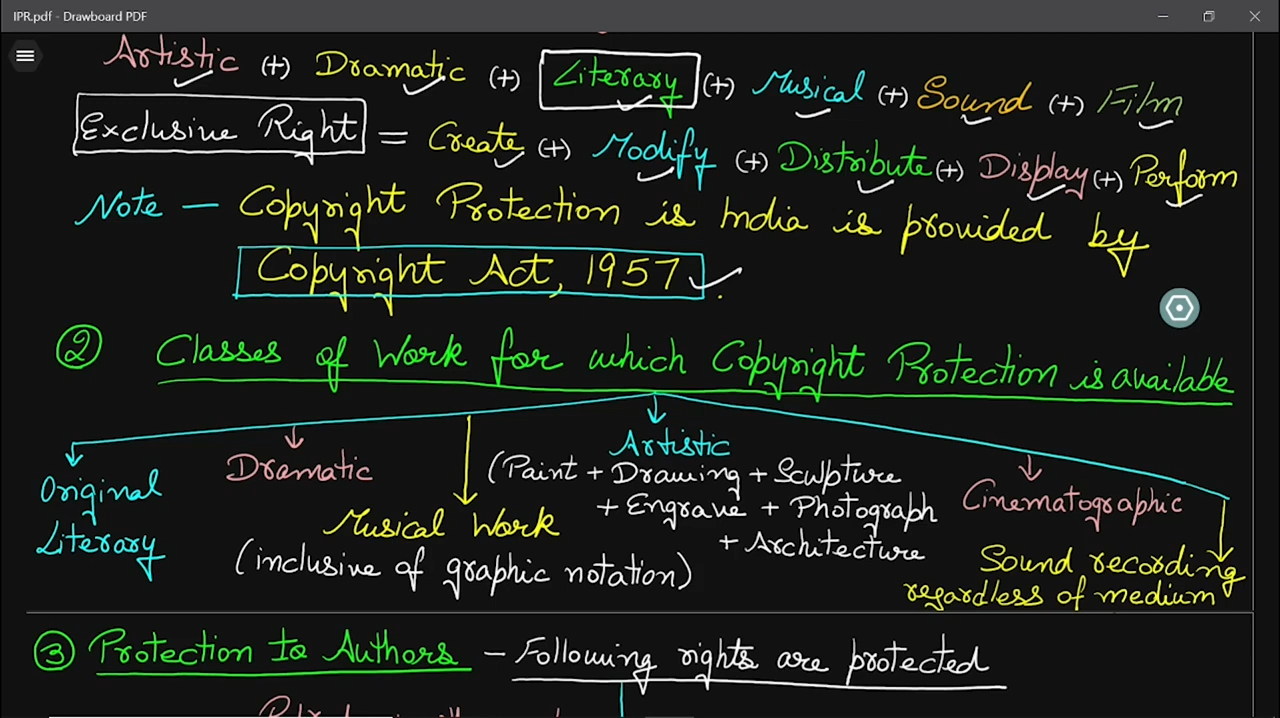 IPR.pdf - Drawboard PDF
Artistic (+) Dramatic (+) Literary (+) Musical (+) Sound (+) Film
Exclusive Right = Create (+) Modify (+) Distribute (+) Display (+) Perform
Note - Copyright Protection is India is provided by
Copyright Act, 1957
② Classes of Work for which Copyright Protection is available
Original Literary
Dramatic
Musical Work
(inclusive of graphic notation)
Artistic
(Paint + Drawing + Sculpture
+ Engrave + Photograph
+ Architecture
Cinematographic
Sound recording
regardless of medium
③ Protection To Authors - Following rights are protected